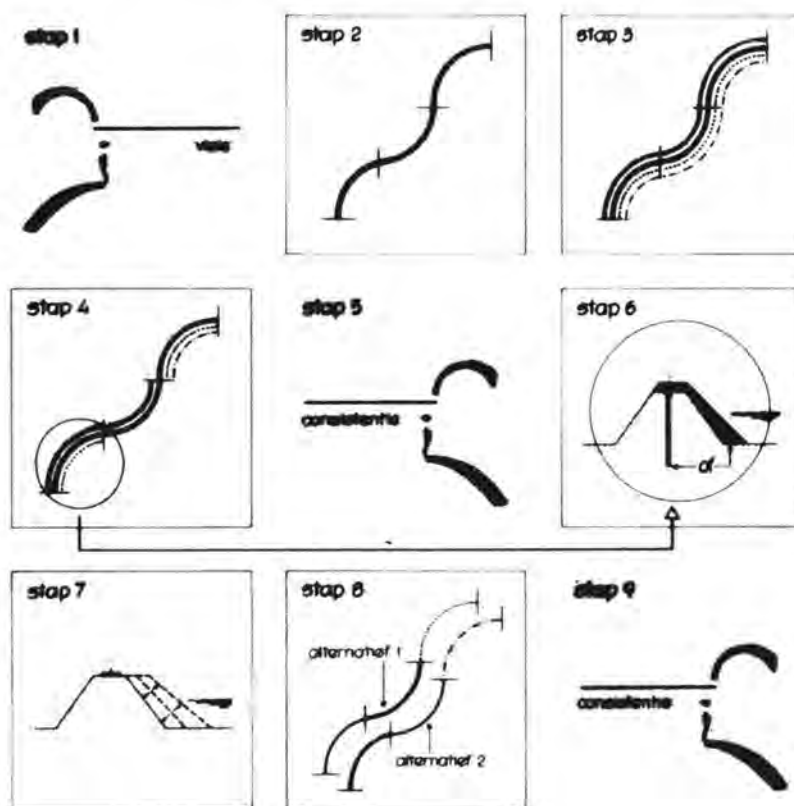 stap 1
visie
stap 2
stap 3
stap 4
stap 5
consistentie
stap 6
d
stap 7
stap 8
alternatief 1
alternatief 2
stap 9
consistentie